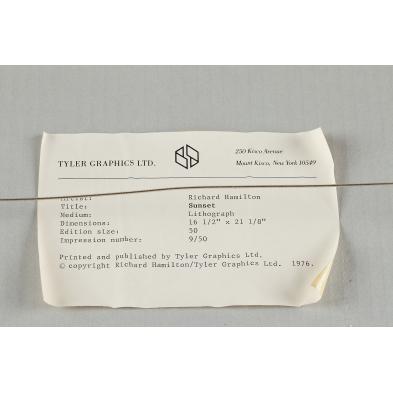 TYLER GRAPHICS LTD.
250 Kisco Avenue
Mount Kisco, New York 10549
Artist: Richard Hamilton
Title: Sunset
Medium: Lithograph
Dimensions: 16 1/2" x 21 1/8"
Edition size: 50
Impression number: 9/50
Printed and published by Tyler Graphics Ltd.
© copyright Richard Hamilton/Tyler Graphics Ltd. 1976.